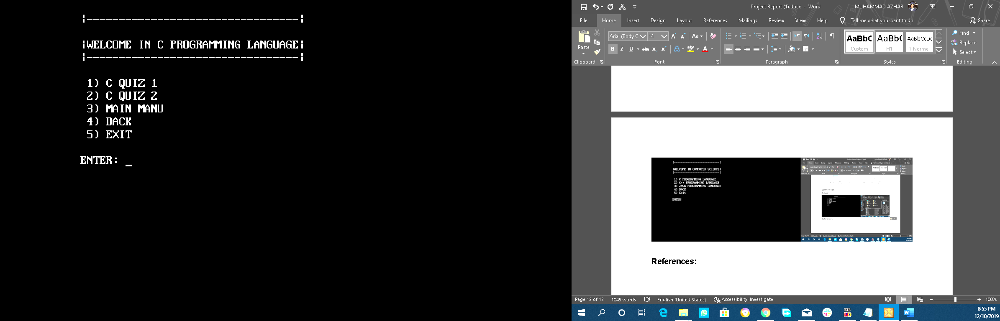 ¦---------------------------------¦
¦WELCOME IN C PROGRAMMING LANGUAGE¦
¦---------------------------------¦
1) C QUIZ 1
2) C QUIZ 2
3) MAIN MANU
4) BACK
5) EXIT
ENTER: _
Project Report (1).docx - Word
MUHAMMAD AZHAR
File Home Insert Design Layout References Mailings Review View Help Tell me what you want to do Share
Paste
Clipboard
Arial (Body C 14
Font
Paragraph
AaBbC AaBb( AaBbCcDc
Custom H1 ¶ Normal
Styles
Find
Replace
Select
Editing
WELCOME IN COMPUTER SCIENCE
1) C PROGRAMMING LANGUAGE
2) C++ PROGRAMMING LANGUAGE
3) JAVA PROGRAMMING LANGUAGE
4) BACK
5) Exit
ENTER:
Source Code
Output
References
References:
Page 12 of 12 1045 words English (United States) Accessibility: Investigate 100%
8:55 PM
12/10/2019